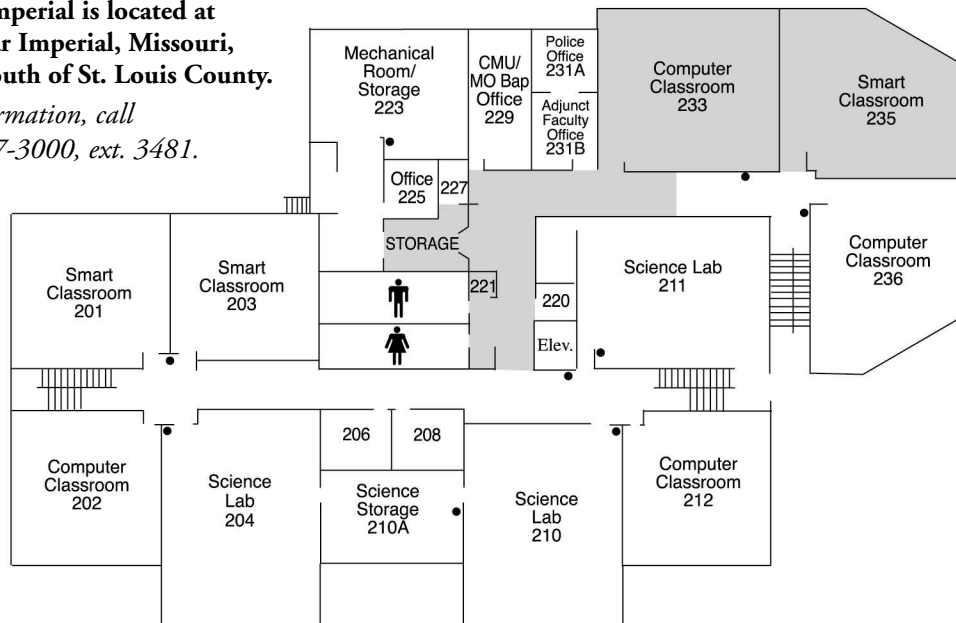 mperial is located at
r Imperial, Missouri,
outh of St. Louis County.
rmation, call
7-3000, ext. 3481.
Mechanical
Room/
Storage
223
CMU/
MO Bap
Office
229
Police
Office
231A
Adjunct
Faculty
Office
231B
Computer
Classroom
233
Smart
Classroom
235
Office
225
227
STORAGE
221
220
Elev.
Science Lab
211
Computer
Classroom
236
Smart
Classroom
201
Smart
Classroom
203
Computer
Classroom
202
Science
Lab
204
206
208
Science
Storage
210A
Science
Lab
210
Computer
Classroom
212